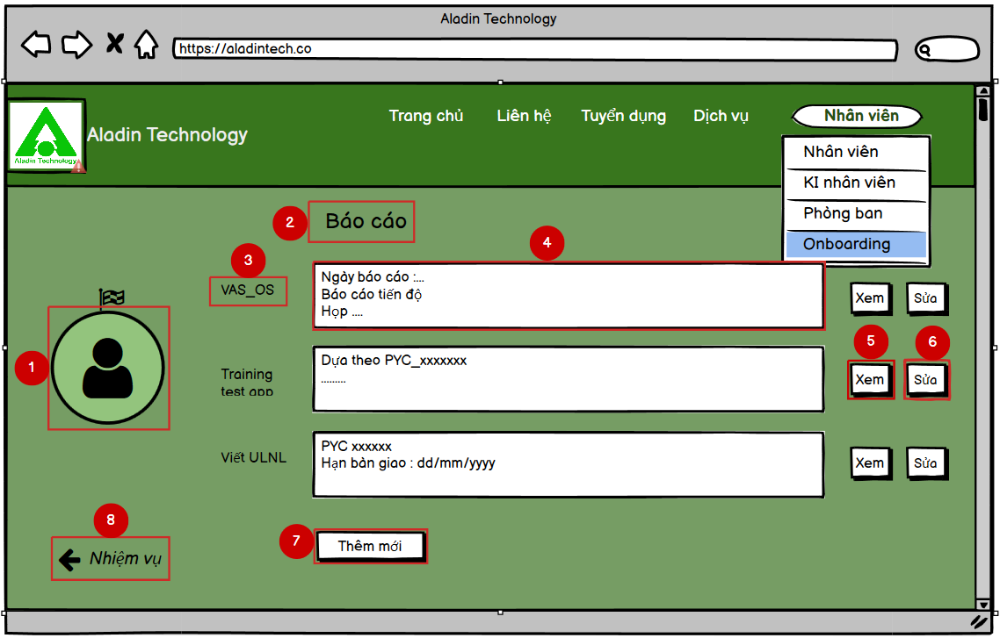 Aladin Technology
https://aladintech.co
Aladin Technology
Aladin Technology
Trang chủ
Liên hệ
Tuyển dụng
Dịch vụ
Nhân viên
Nhân viên
KI nhân viên
Phòng ban
Onboarding
2
Báo cáo
3
VAS_OS
4
Ngày báo cáo :...
Báo cáo tiến độ
Họp ....
Xem
Sửa
1
5
6
Training
test app
Dựa theo PYC_xxxxxxx
.........
Xem
Sửa
Viết ULNL
PYC xxxxxx
Hạn bàn giao : dd/mm/yyyy
Xem
Sửa
8
Nhiệm vụ
7
Thêm mới